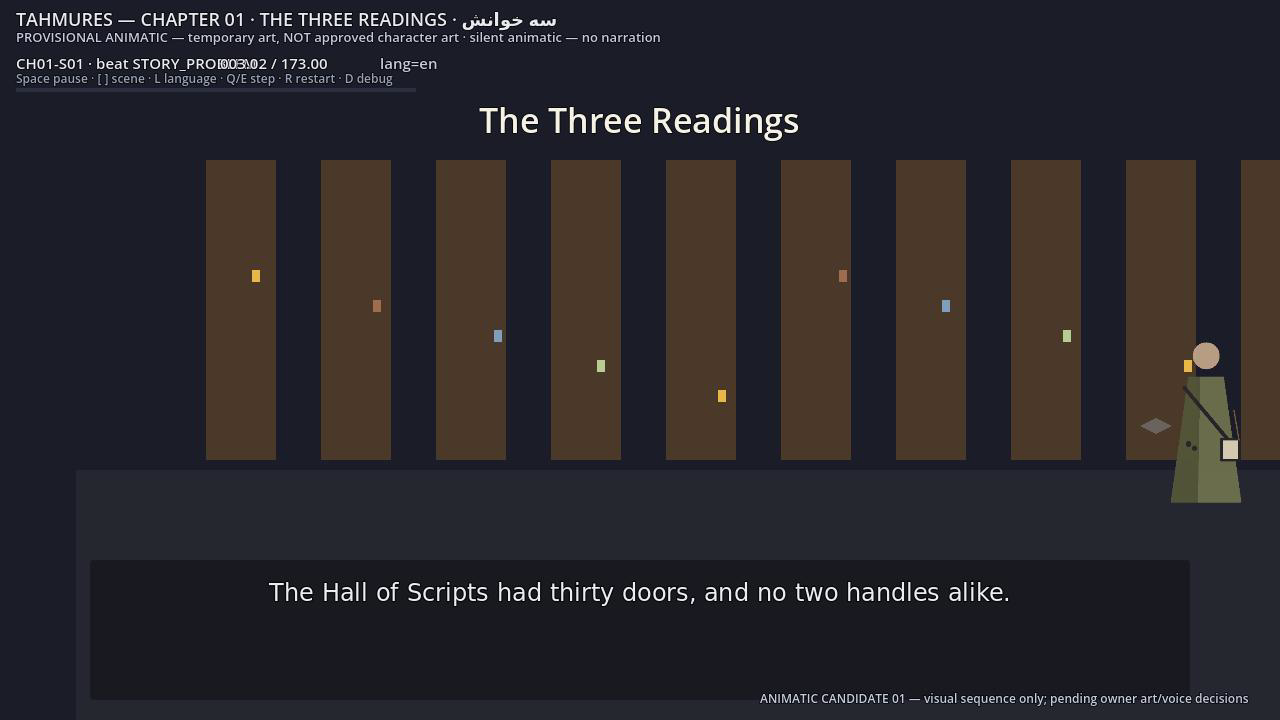 TAHMURES — CHAPTER 01 · THE THREE READINGS · سه خوانش
PROVISIONAL ANIMATIC — temporary art, NOT approved character art · silent animatic — no narration
CH01-S01 · beat / 173.00 lang=en
Space pause · [ ] scene · L language · Q/E step · R restart · D debug
The Three Readings
The Hall of Scripts had thirty doors, and no two handles alike.
ANIMATIC CANDIDATE 01 — visual sequence only; pending owner art/voice decisions